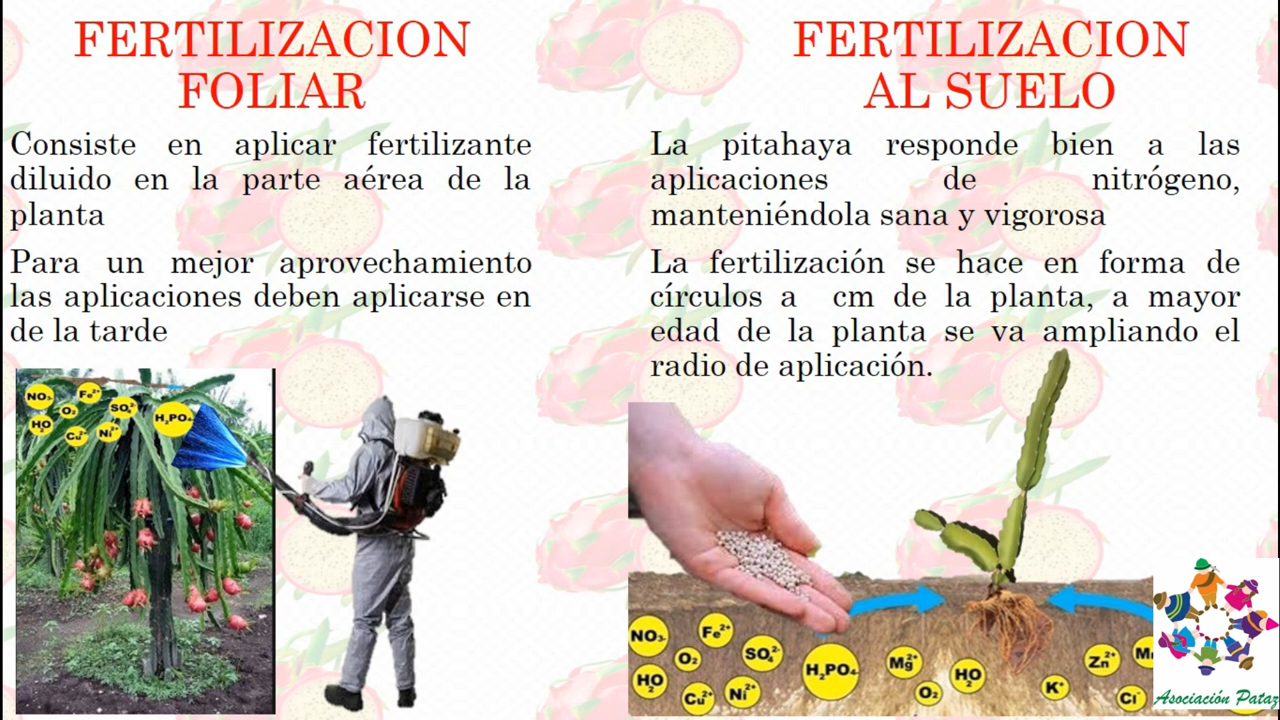 FERTILIZACION
FOLIAR
Consiste en aplicar fertilizante
diluido en la parte aérea de la
planta
Para un mejor aprovechamiento
las aplicaciones deben aplicarse en
de la tarde
NO3-
Fe2+
O2
SO4
H2PO4-
HO2
Cu2+
Ni2+
FERTILIZACION
AL SUELO
La pitahaya responde bien a las
aplicaciones de nitrógeno,
manteniéndola sana y vigorosa
La fertilización se hace en forma de
círculos a cm de la planta, a mayor
edad de la planta se va ampliando el
radio de aplicación.
NO3-
Fe2+
O2
SO4 2-
HO2
Cu2+
Ni2+
H2PO4-
Mg2+
O2
HO2
K+
Zn2+
Cl-
Asociación Pataz